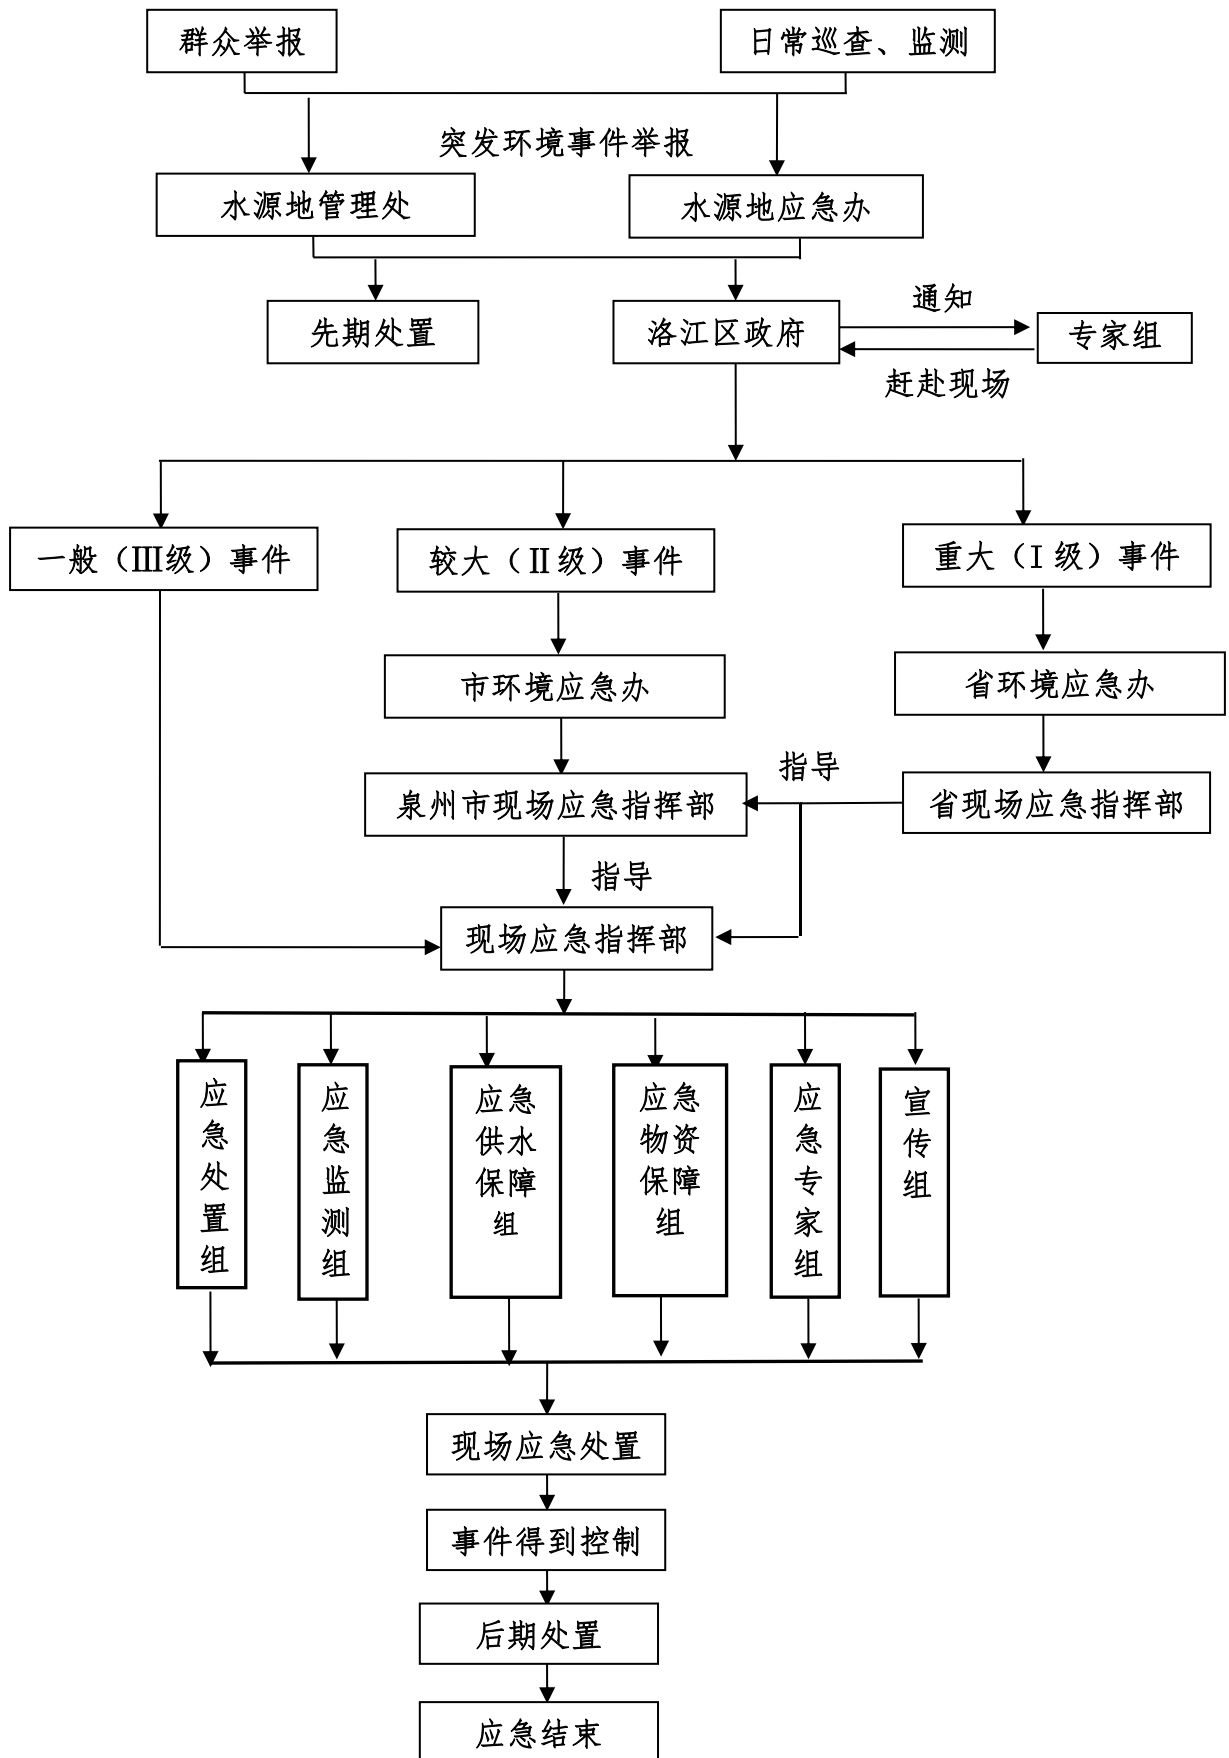 群众举报
日常巡查、监测
突发环境事件举报
水源地管理处
水源地应急办
先期处置
洛江区政府
通知
专家组
赶赴现场
一般（Ⅲ级）事件
较大（Ⅱ级）事件
重大（Ⅰ级）事件
市环境应急办
省环境应急办
指导
泉州市现场应急指挥部
省现场应急指挥部
指导
现场应急指挥部
应
急
处
置
组
应
急
监
测
组
应急
供水
保障
组
应急
物资
保障
组
应
急
专
家
组
宣
传
组
现场应急处置
事件得到控制
后期处置
应急结束